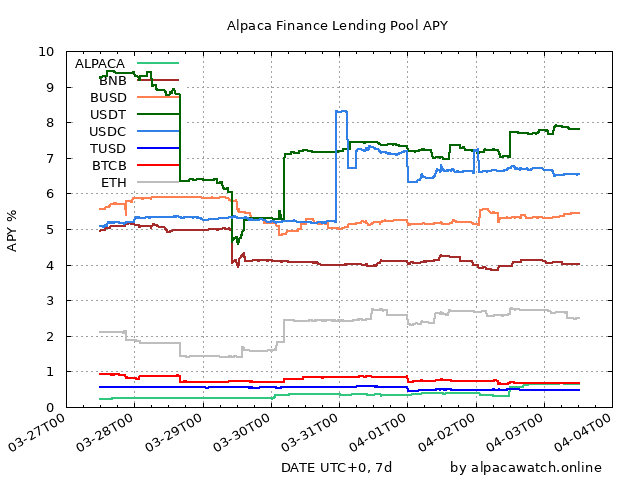 Alpaca Finance Lending Pool APY
10
9
8
7
6
5
4
3
2
1
0
APY %
ALPACA
BNB
BUSD
USDT
USDC
TUSD
BTCB
ETH
03-27T00
03-28T00
03-29T00
03-30T00
03-31T00
04-01T00
04-02T00
04-03T00
04-04T00
DATE UTC+0, 7d
by alpacawatch.online